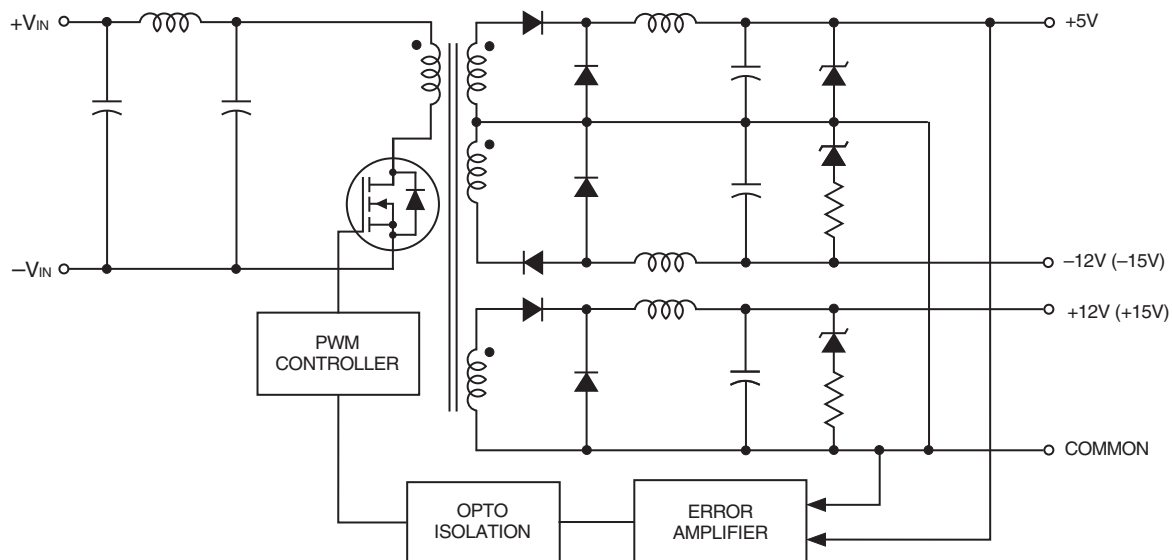 +VIN
+5V
–VIN
–12V (–15V)
+12V (+15V)
PWM
CONTROLLER
COMMON
OPTO
ISOLATION
ERROR
AMPLIFIER